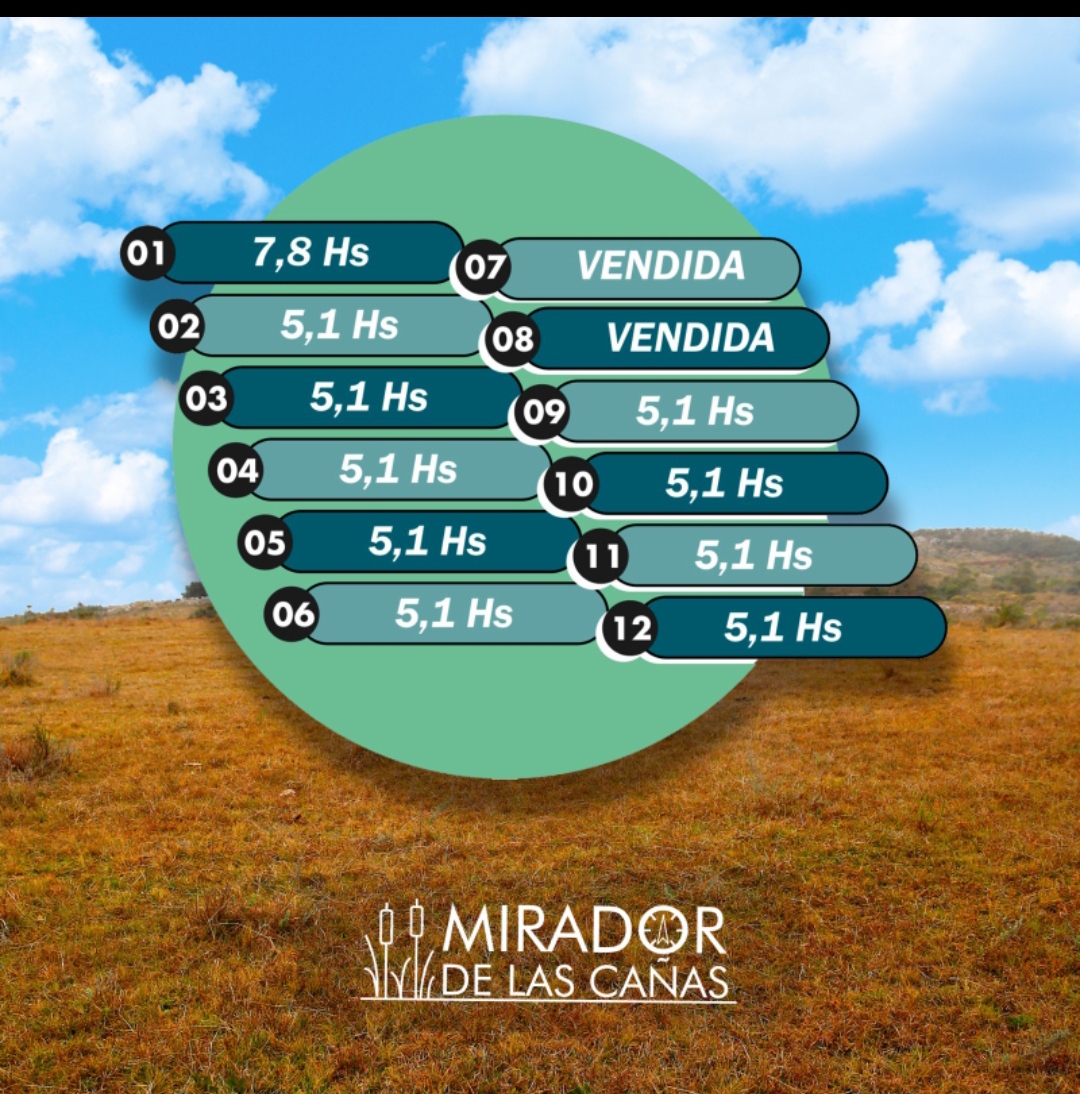 01 7,8 Hs
02 5,1 Hs
03 5,1 Hs
04 5,1 Hs
05 5,1 Hs
06 5,1 Hs
07 VENDIDA
08 VENDIDA
09 5,1 Hs
10 5,1 Hs
11 5,1 Hs
12 5,1 Hs
MIRADOR
DE LAS CAÑAS